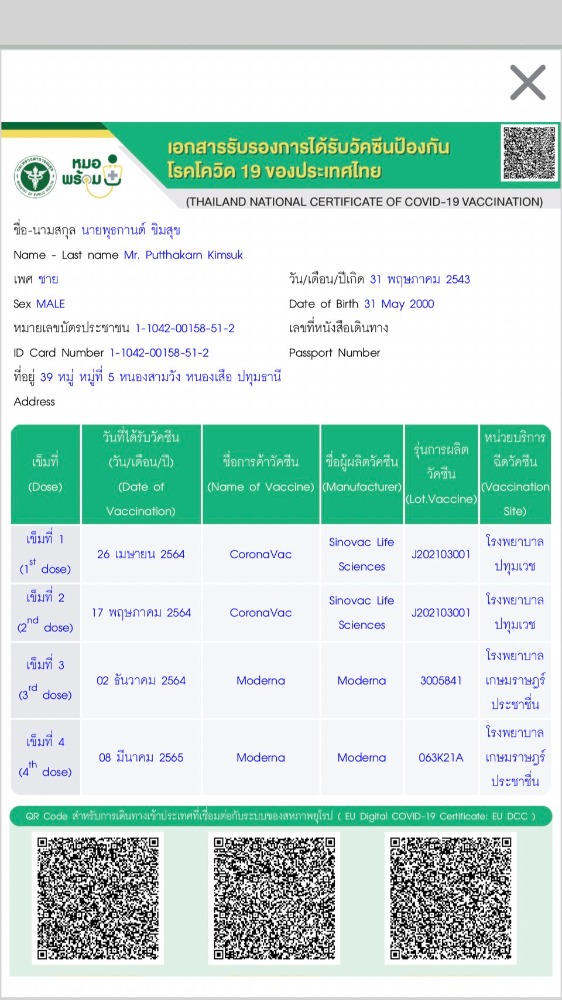 หมอ
พร้อม
เอกสารรับรองการได้รับวัคซีนป้องกัน
โรคโควิด 19 ของประเทศไทย
(THAILAND NATIONAL CERTIFICATE OF COVID-19 VACCINATION)
ชื่อ-นามสกุล นายพุธกานต์ ขิมสุข
Name - Last name Mr. Putthakarn Kimsuk
เพศ ชาย วัน/เดือน/ปีเกิด 31 พฤษภาคม 2543
Sex MALE Date of Birth 31 May 2000
หมายเลขบัตรประชาชน 1-1042-00158-51-2 เลขที่หนังสือเดินทาง
ID Card Number 1-1042-00158-51-2 Passport Number
ที่อยู่ 39 หมู่ หมู่ที่ 5 หนองสามวัง หนองเสือ ปทุมธานี
Address
เข็มที่
(Dose)
วันที่ได้รับวัคซีน
(วัน/เดือน/ปี)
(Date of
Vaccination)
ชื่อการค้าวัคซีน
(Name of Vaccine)
ชื่อผู้ผลิตวัคซีน
(Manufacturer)
รุ่นการผลิต
วัคซีน
(Lot.Vaccine)
หน่วยบริการ
ฉีดวัคซีน
(Vaccination
Site)
เข็มที่ 1
(1st dose)
26 เมษายน 2564
CoronaVac
Sinovac Life
Sciences
J202103001
โรงพยาบาล
ปทุมเวช
เข็มที่ 2
(2nd dose)
17 พฤษภาคม 2564
CoronaVac
Sinovac Life
Sciences
J202103001
โรงพยาบาล
ปทุมเวช
เข็มที่ 3
(3rd dose)
02 ธันวาคม 2564
Moderna
Moderna
3005841
โรงพยาบาล
เกษมราษฎร์
ประชาชื่น
เข็มที่ 4
(4th dose)
08 มีนาคม 2565
Moderna
Moderna
063K21A
โรงพยาบาล
เกษมราษฎร์
ประชาชื่น
QR Code สำหรับการเดินทางเข้าประเทศที่เชื่อมต่อกับระบบของสหภาพยุโรป ( EU Digital COVID-19 Certificate: EU DCC )